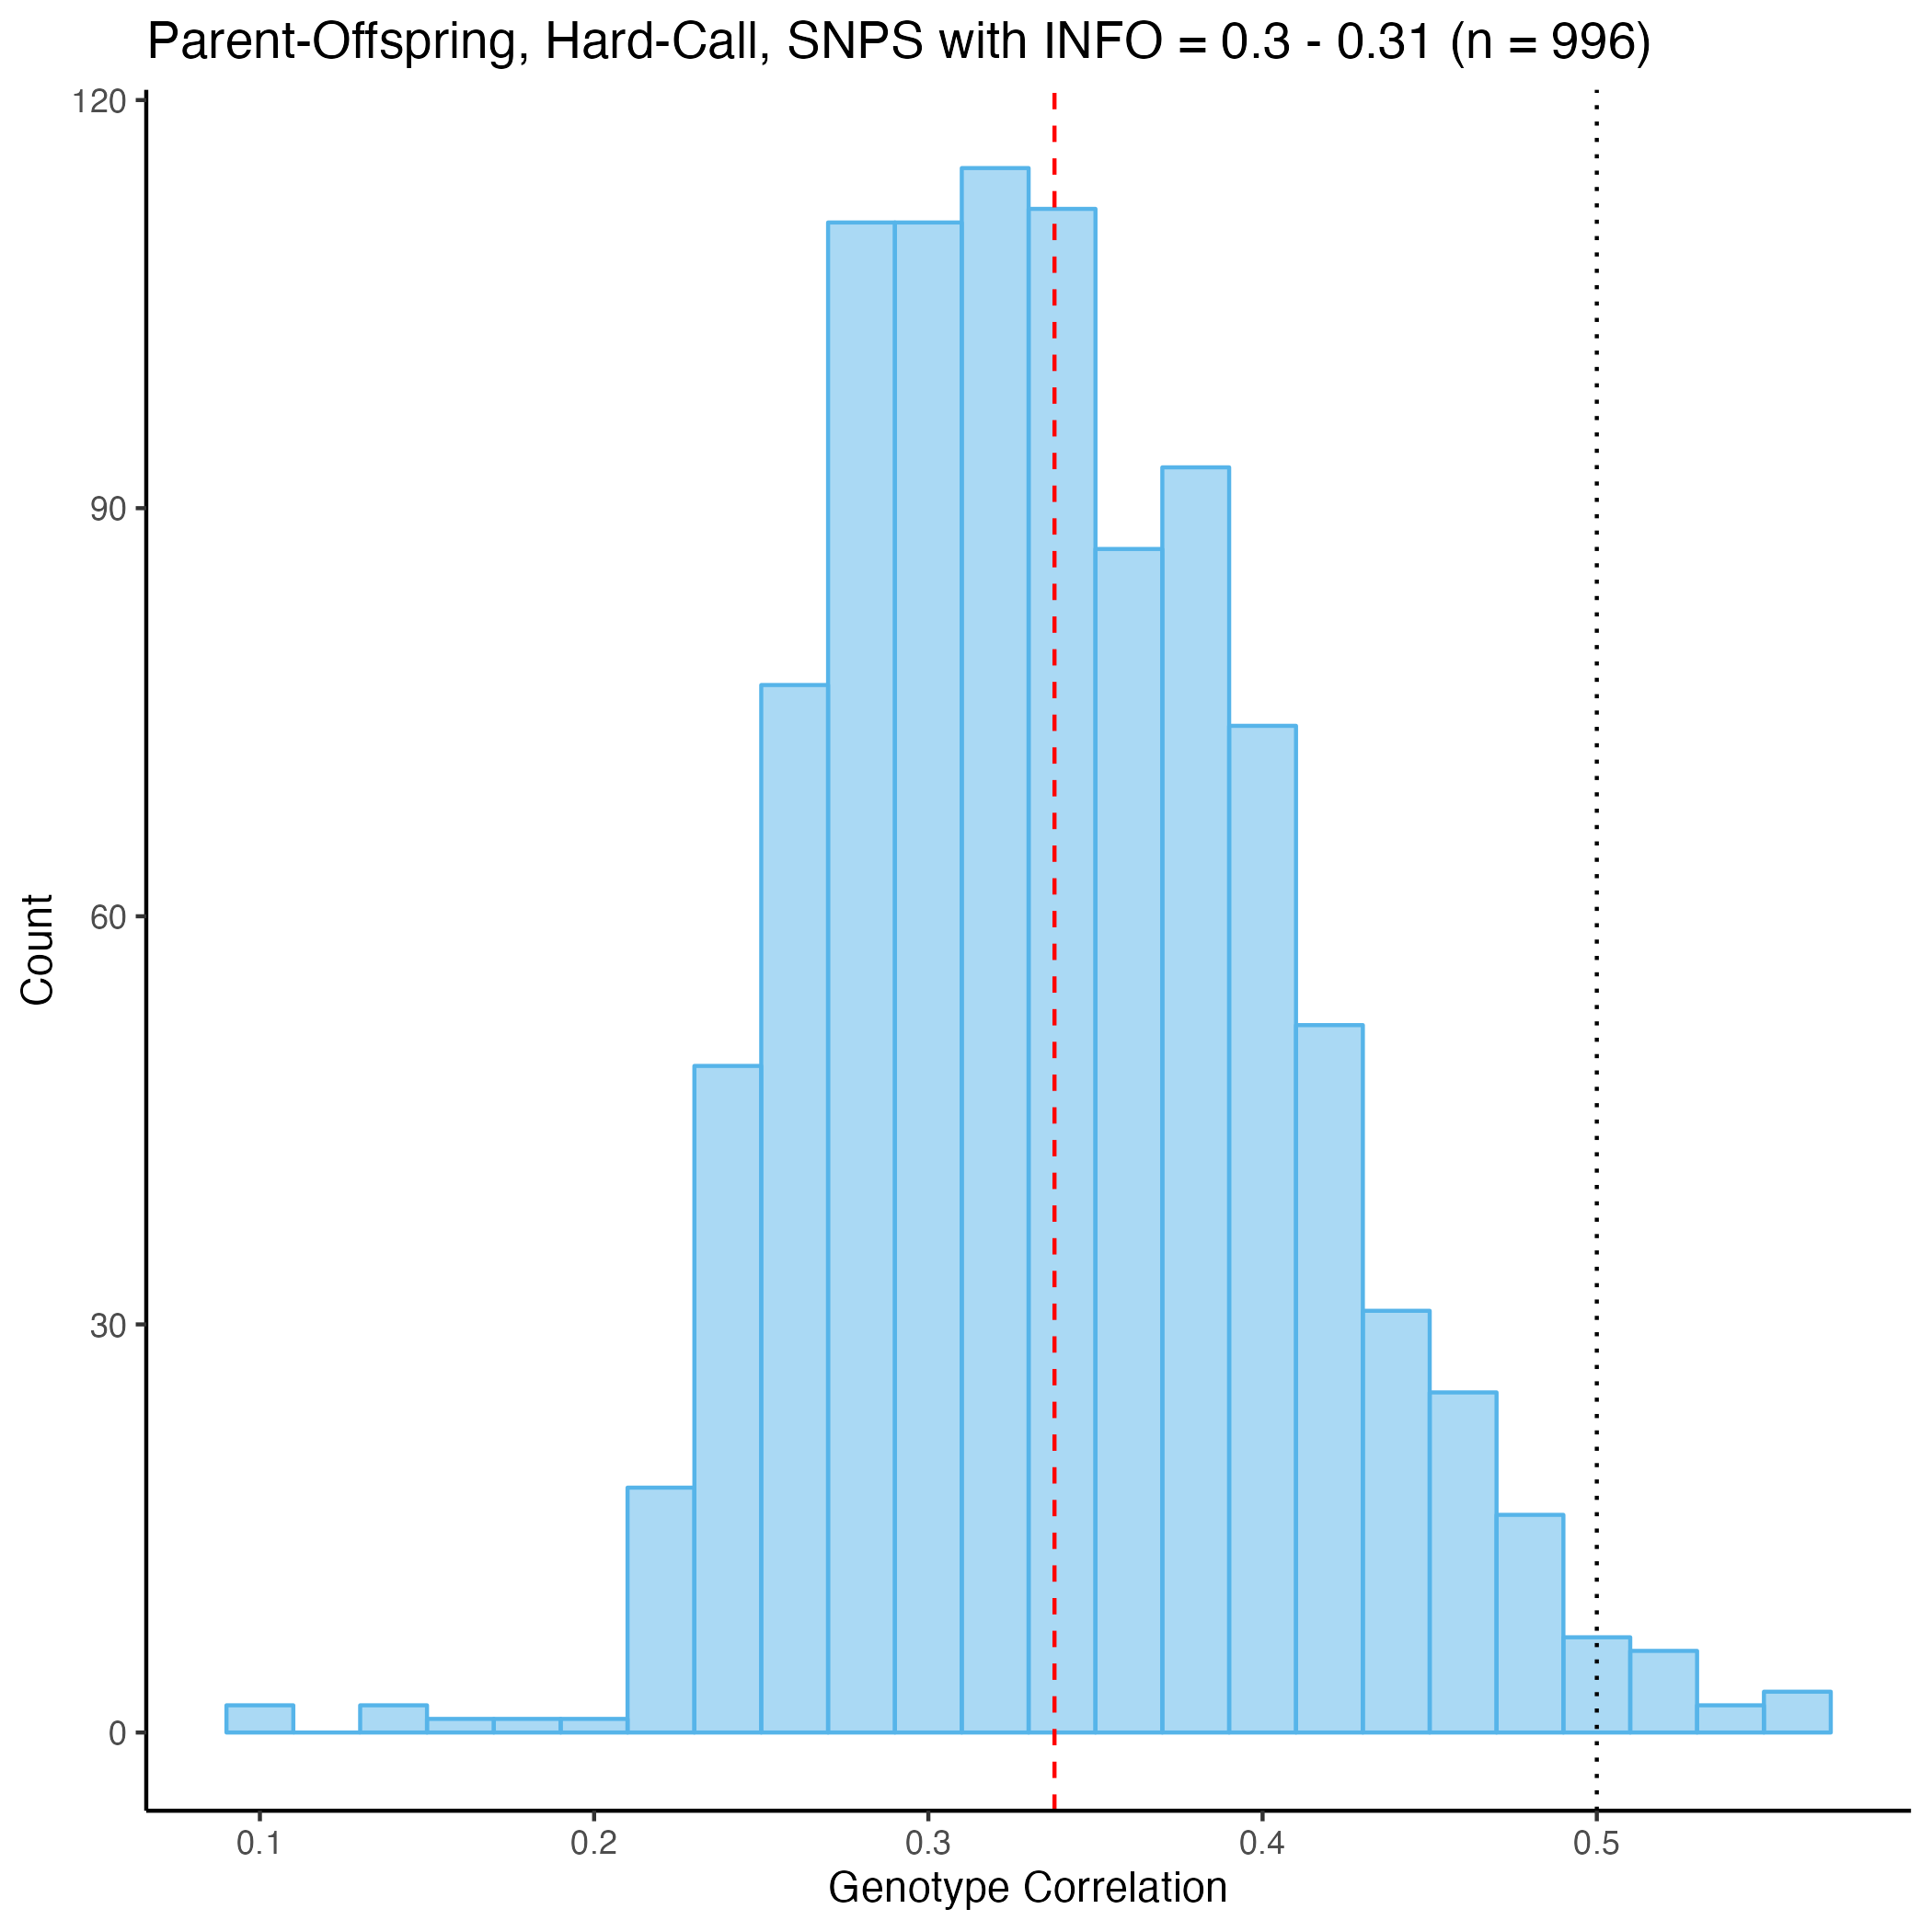 Parent-Offspring, Hard-Call, SNPS with INFO = 0.3 - 0.31 (n = 996)
120
90
60
30
0
Count
0.1 0.2 0.3 0.4 0.5
Genotype Correlation